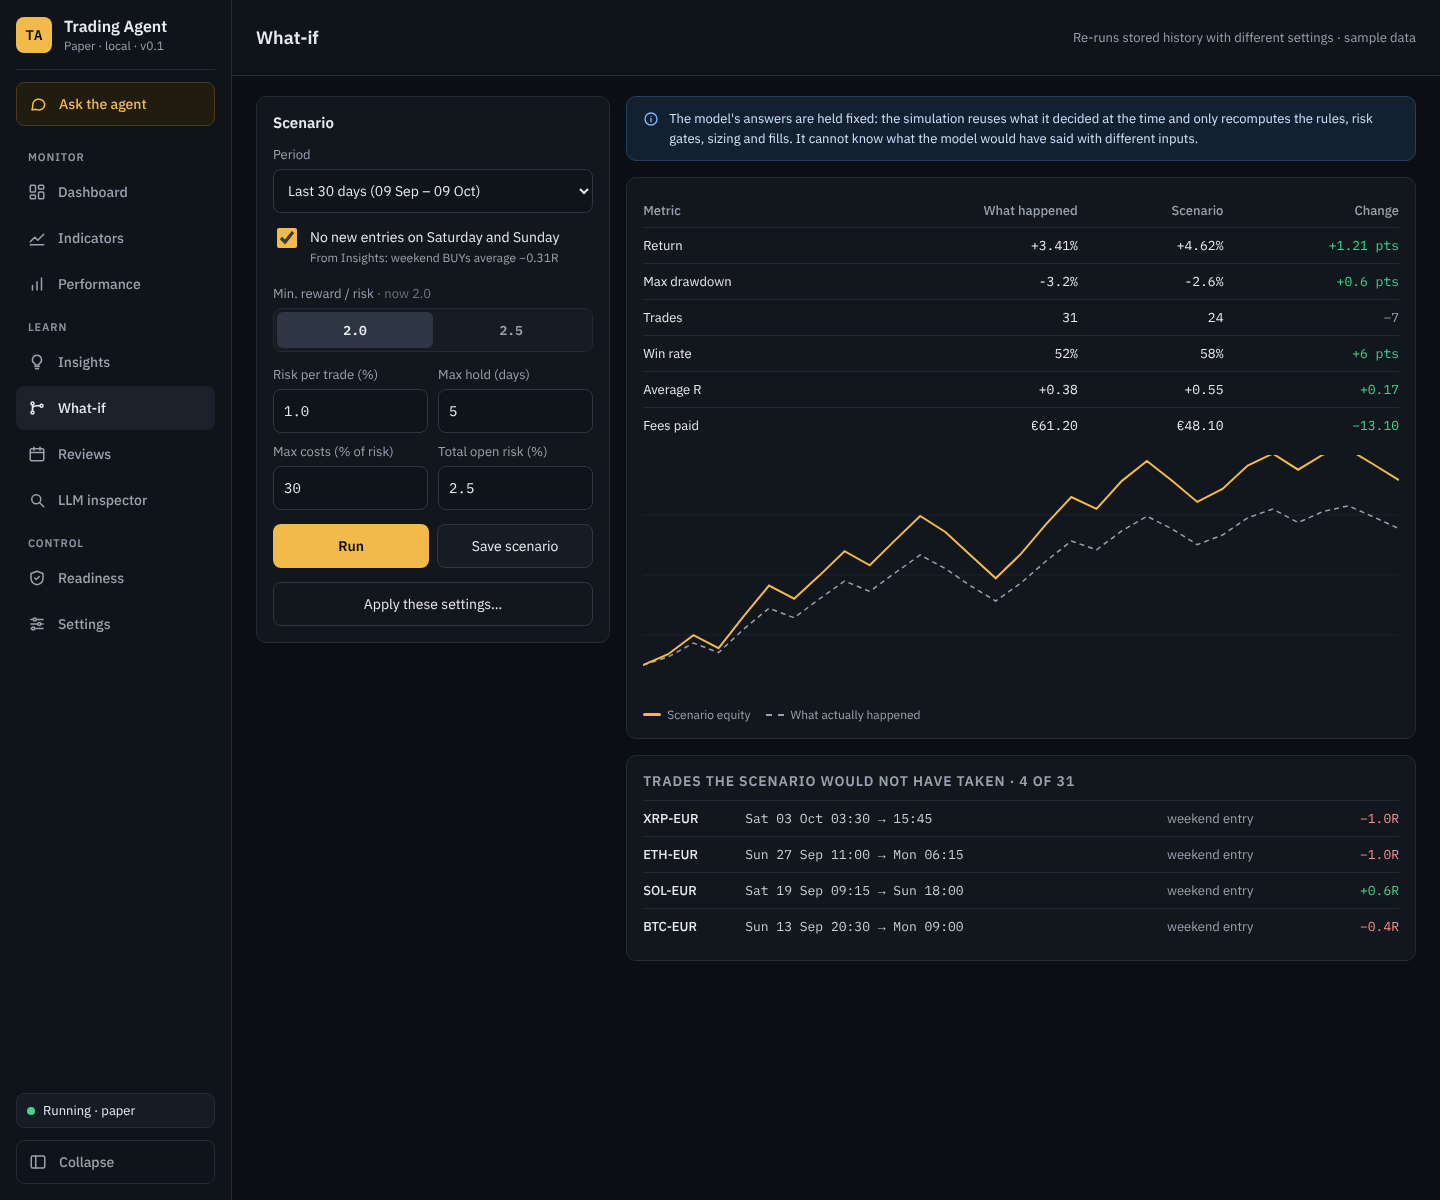 TA
Trading Agent
Paper · local · v0.1
Ask the agent
MONITOR
Dashboard
Indicators
Performance
LEARN
Insights
What-if
Reviews
LLM inspector
CONTROL
Readiness
Settings
Running · paper
Collapse
What-if
Re-runs stored history with different settings · sample data
Scenario
Period
Last 30 days (09 Sep – 09 Oct)
No new entries on Saturday and Sunday
From Insights: weekend BUYs average −0.31R
Min. reward / risk · now 2.0
2.0 2.5
Risk per trade (%) Max hold (days)
1.0 5
Max costs (% of risk) Total open risk (%)
30 2.5
Run Save scenario
Apply these settings…
The model's answers are held fixed: the simulation reuses what it decided at the time and only recomputes the rules, risk
gates, sizing and fills. It cannot know what the model would have said with different inputs.
Metric What happened Scenario Change
Return +3.41% +4.62% +1.21 pts
Max drawdown -3.2% -2.6% +0.6 pts
Trades 31 24 −7
Win rate 52% 58% +6 pts
Average R +0.38 +0.55 +0.17
Fees paid €61.20 €48.10 −13.10
Scenario equity What actually happened
TRADES THE SCENARIO WOULD NOT HAVE TAKEN · 4 OF 31
XRP-EUR Sat 03 Oct 03:30 → 15:45 weekend entry −1.0R
ETH-EUR Sun 27 Sep 11:00 → Mon 06:15 weekend entry −1.0R
SOL-EUR Sat 19 Sep 09:15 → Sun 18:00 weekend entry +0.6R
BTC-EUR Sun 13 Sep 20:30 → Mon 09:00 weekend entry −0.4R